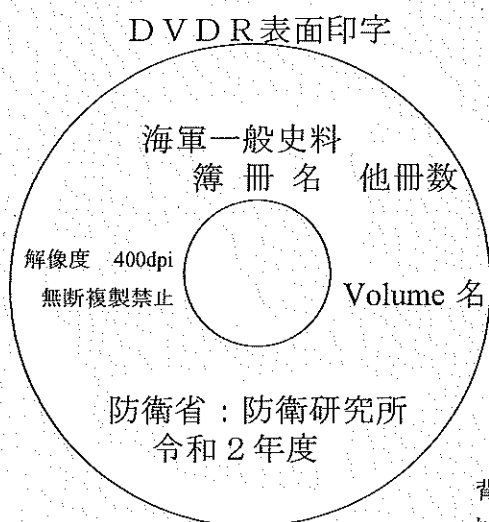 ＤＶＤＲ表面印字
海軍一般史料
簿 冊 名　他冊数
解像度　400dpi
無断複製禁止
Volume 名
防衛省：防衛研究所
令和２年度